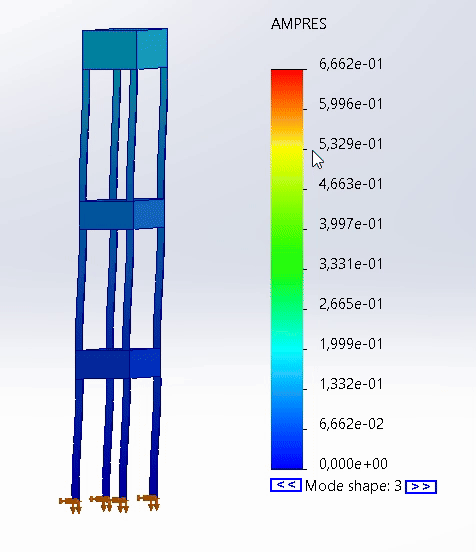 AMPRES
6,662e-01
5,996e-01
5,329e-01
4,663e-01
3,997e-01
3,331e-01
2,665e-01
1,999e-01
1,332e-01
6,662e-02
0,000e+00
<< Mode shape: 3 >>